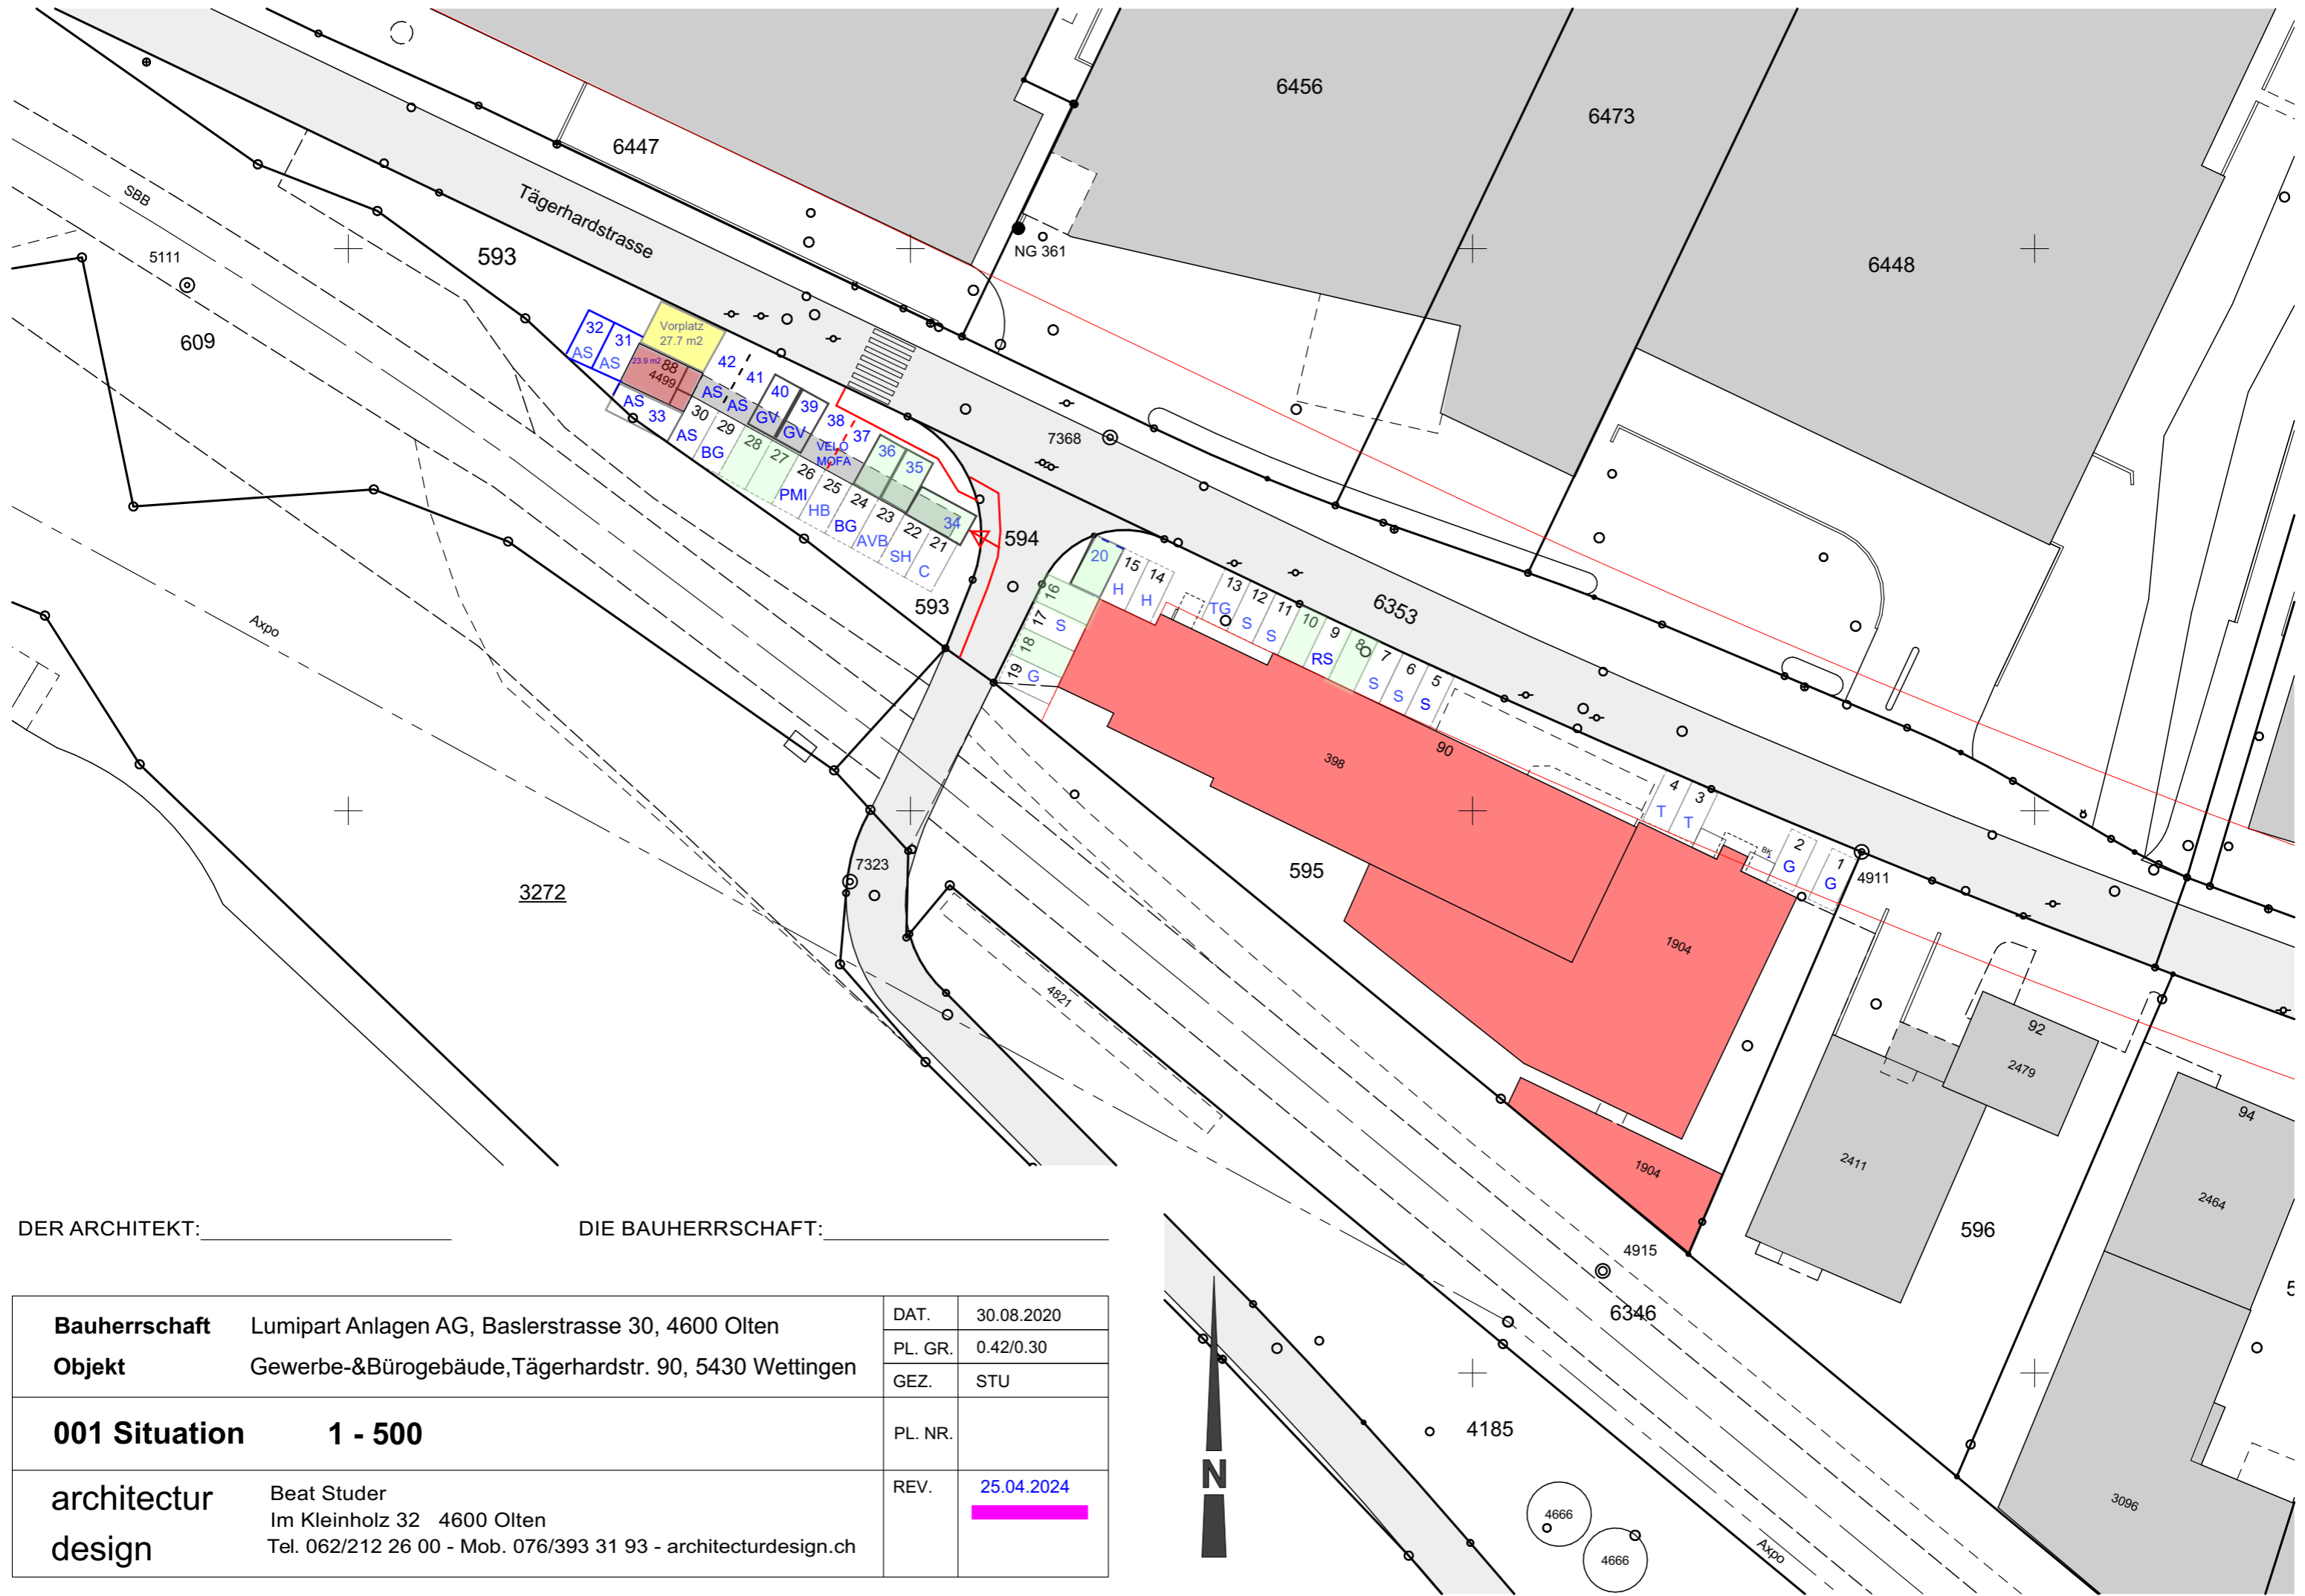 6456
6473
6447
SBB
Tägerhardstrasse
593
NG 361
5111
6448
609
32
31
AS
AS
Vorplatz
27.7 m2
23.9 m2
88
4499
AS
33
42
41
40
39
38
37
36
35
34
AS
AS
GV
GV
VELO
MOFA
30
29
28
27
26
25
24
23
22
21
AS
BG
PMI
HB
BG
AVB
SH
C
7368
594
593
20
15
14
H
H
16
17
S
18
19
G
13
12
11
10
9
8
7
6
5
TG
S
S
RS
S
S
S
6353
Axpo
90
398
4
3
T
T
BK
2
1
G
G
4911
7323
595
3272
1904
4821
92
2479
94
2411
2464
1904
596
5
4915
6346
4185
3096
4666
4666
Axpo
N
DER ARCHITEKT:
DIE BAUHERRSCHAFT:
Bauherrschaft Lumipart Anlagen AG, Baslerstrasse 30, 4600 Olten
Objekt Gewerbe-&Bürogebäude,Tägerhardstr. 90, 5430 Wettingen
DAT. 30.08.2020
PL. GR. 0.42/0.30
GEZ. STU
001 Situation 1 - 500
PL. NR.
architectur
design
Beat Studer
Im Kleinholz 32 4600 Olten
Tel. 062/212 26 00 - Mob. 076/393 31 93 - architecturdesign.ch
REV. 25.04.2024